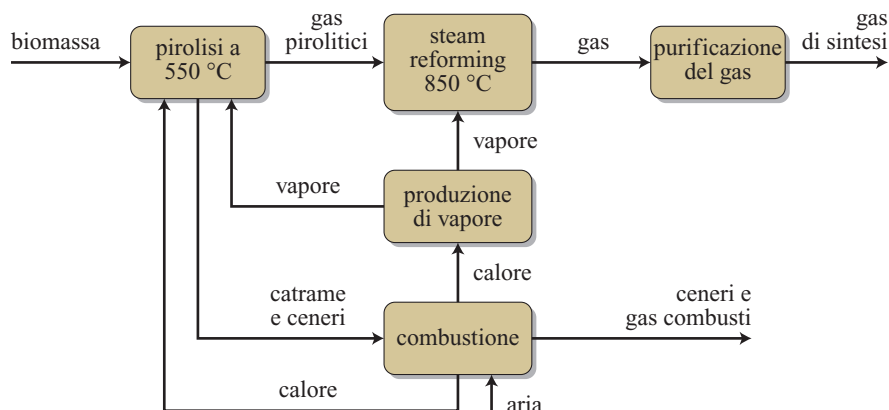 biomassa
pirolisi a
550 °C
gas
pirolitici
steam
reforming
850 °C
gas
purificazione
del gas
gas
di sintesi
vapore
vapore
produzione
di vapore
calore
catrame
e ceneri
combustione
ceneri e
gas combusti
calore
aria